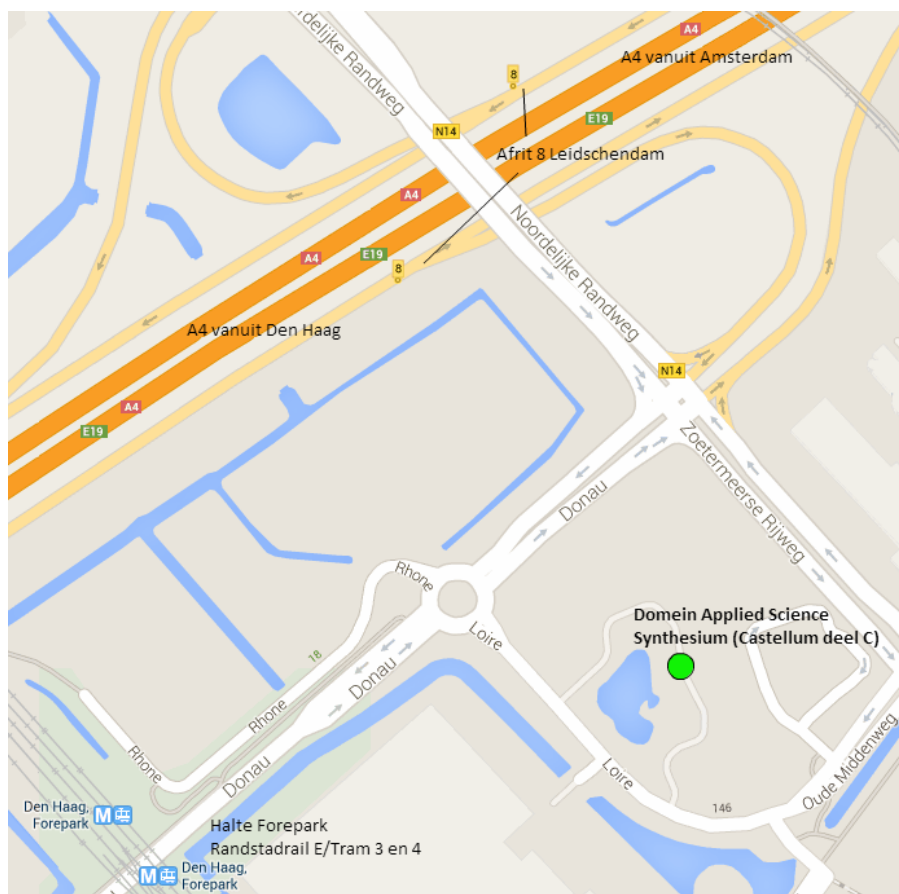 Noordelijke Randweg
A4
A4 vanuit Amsterdam
8
E19
N14
Afrit 8 Leidschendam
A4
Noordelijke Randweg
E19
A4
8
A4 vanuit Den Haag
N14
A4
E19
Zoetermeerse Rijweg
Donau
Rhone
Domein Applied Science
Synthesium (Castellum deel C)
Loire
18
Donau
Rhone
Rhone
Oude Middenweg
Donau
Loire
146
Den Haag,
Forepark
M
Halte Forepark
Randstadrail E/Tram 3 en 4
M
Den Haag,
Forepark